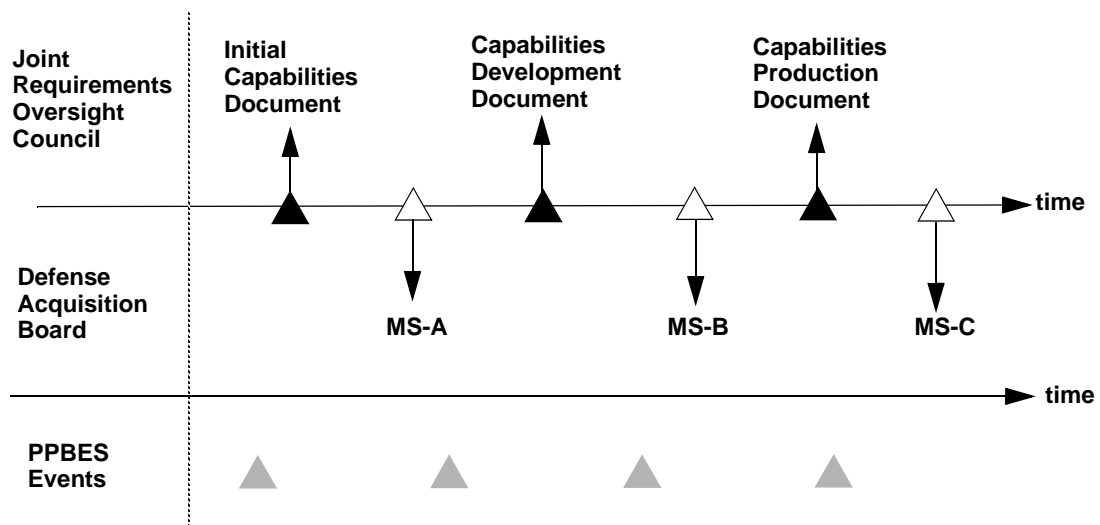 Joint
Requirements
Oversight
Council
Initial
Capabilities
Document
Capabilities
Development
Document
Capabilities
Production
Document
time
Defense
Acquisition
Board
MS-A
MS-B
MS-C
time
PPBES
Events